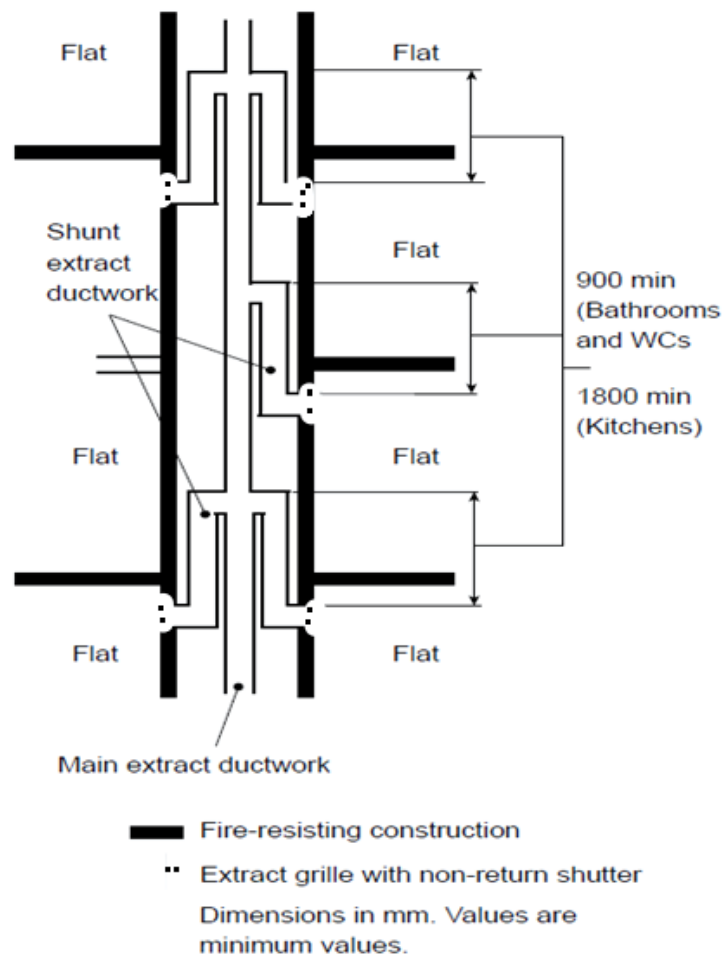 Flat
Flat
Shunt
extract
ductwork
Flat
900 min
(Bathrooms
and WCs
1800 min
(Kitchens)
Flat
Flat
Flat
Flat
Main extract ductwork
Fire-resisting construction
Extract grille with non-return shutter
Dimensions in mm. Values are
minimum values.